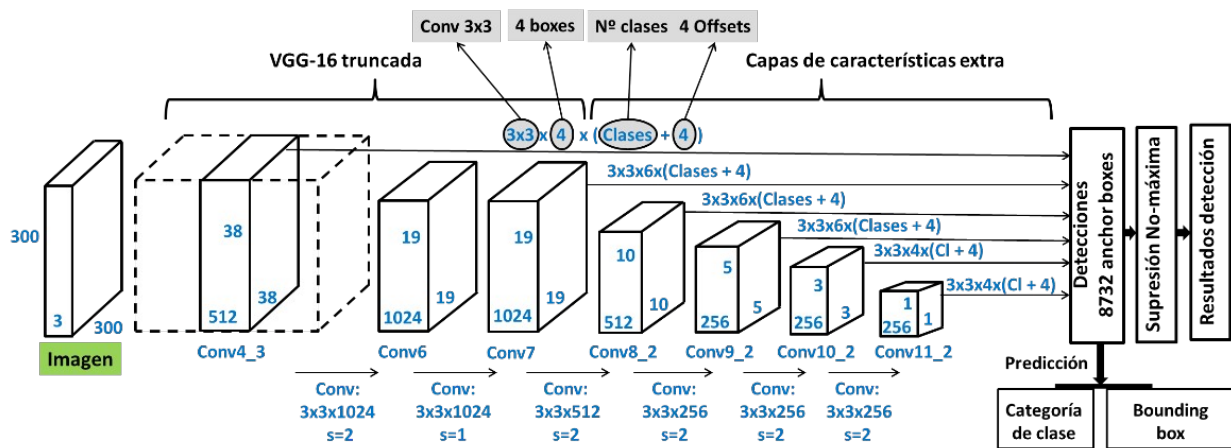 Conv 3x3
4 boxes
Nº clases 4 Offsets
VGG-16 truncada
Capas de características extra
3x3 x 4 x (Clases + 4)
3x3x6x(Clases + 4)
3x3x6x(Clases + 4)
3x3x6x(Clases + 4)
3x3x4x(Cl + 4)
3x3x4x(Cl + 4)
300
3
300
Imagen
38
38
512
Conv4_3
19
19
1024
Conv6
19
19
1024
Conv7
10
10
512
Conv8_2
5
5
256
Conv9_2
3
3
256
Conv10_2
1
1
256
Conv11_2
Conv:
3x3x1024
s=2
Conv:
3x3x1024
s=1
Conv:
3x3x512
s=2
Conv:
3x3x256
s=2
Conv:
3x3x256
s=2
Conv:
3x3x256
s=2
Detecciones
8732 anchor boxes
Supresión No-máxima
Resultados detección
Predicción
Categoría
de clase
Bounding
box